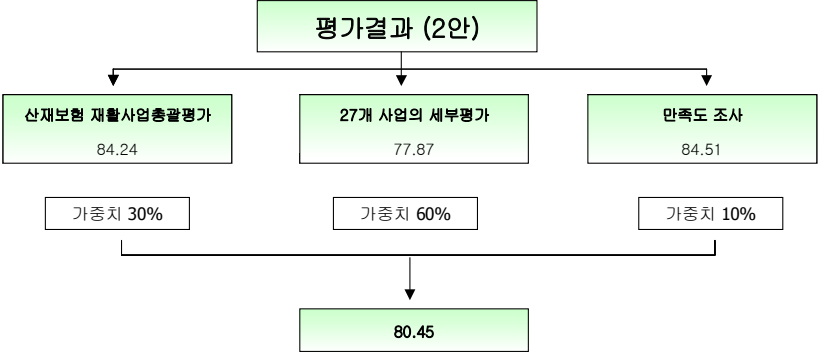 평가결과 (2안)
산재보험 재활사업총괄평가
84.24
27개 사업의 세부평가
77.87
만족도 조사
84.51
가중치 30%
가중치 60%
가중치 10%
80.45